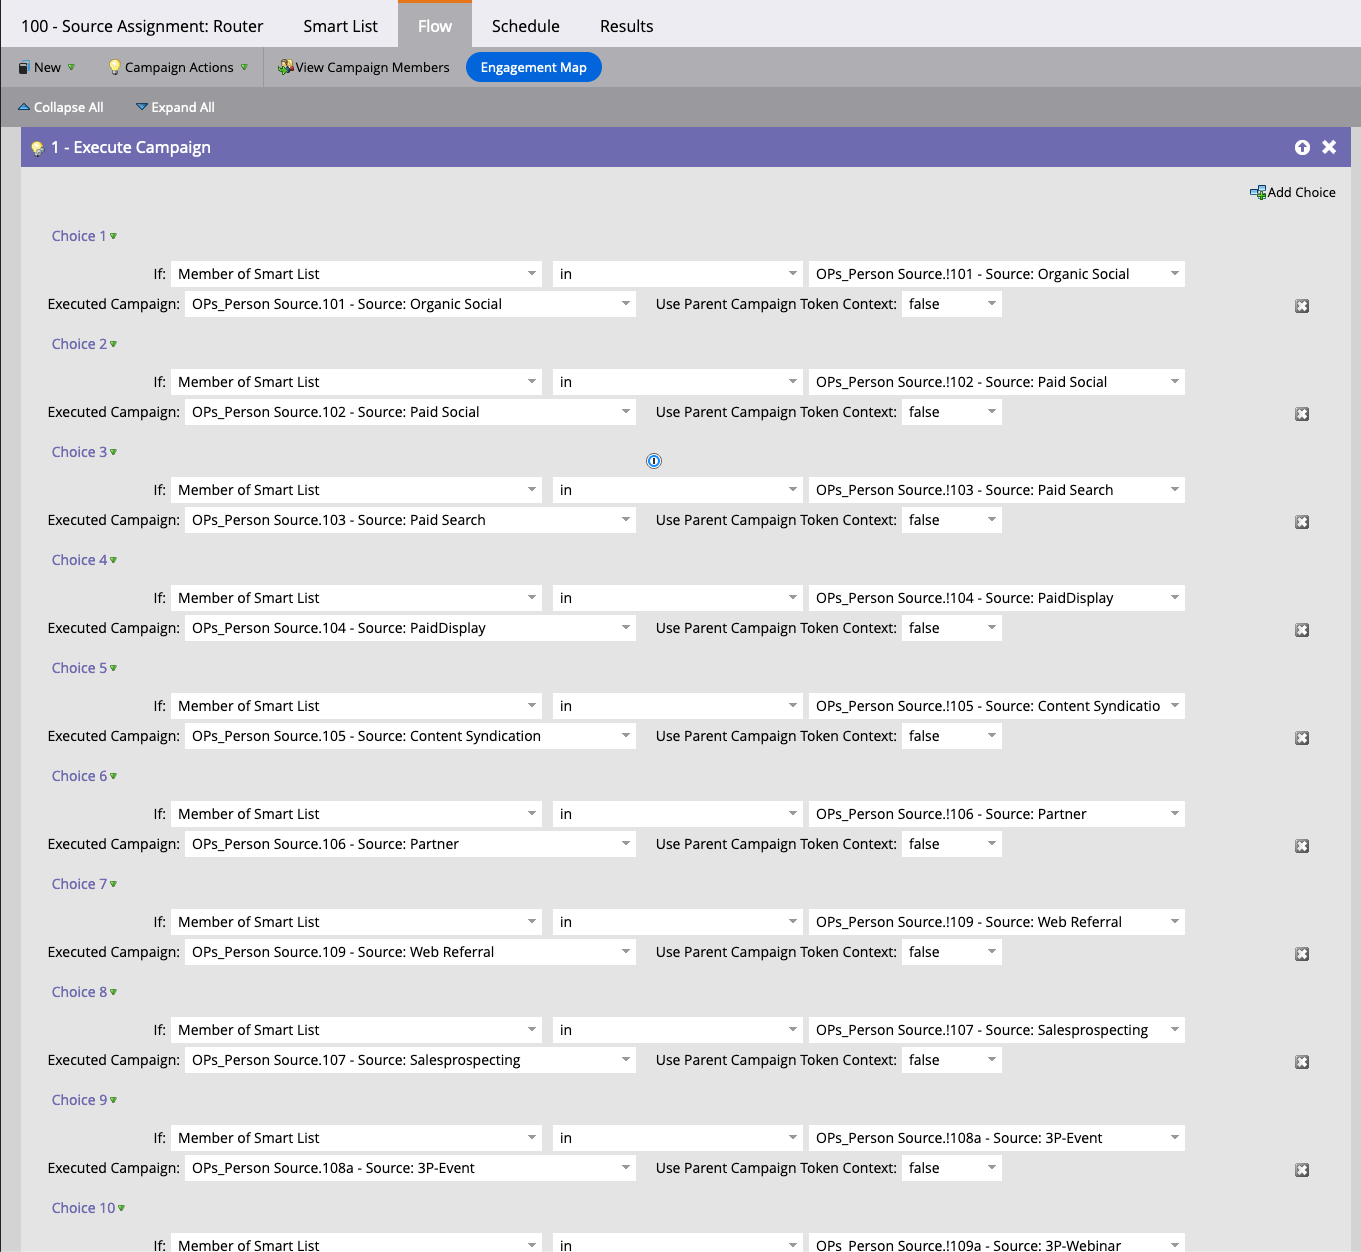 100 - Source Assignment: Router Smart List Flow Schedule Results
New Campaign Actions View Campaign Members Engagement Map
Collapse All Expand All
1 - Execute Campaign
Add Choice
Choice 1
If: Member of Smart List in OPs_Person Source.!101 - Source: Organic Social
Executed Campaign: OPs_Person Source.101 - Source: Organic Social Use Parent Campaign Token Context: false
Choice 2
If: Member of Smart List in OPs_Person Source.!102 - Source: Paid Social
Executed Campaign: OPs_Person Source.102 - Source: Paid Social Use Parent Campaign Token Context: false
Choice 3
If: Member of Smart List in OPs_Person Source.!103 - Source: Paid Search
Executed Campaign: OPs_Person Source.103 - Source: Paid Search Use Parent Campaign Token Context: false
Choice 4
If: Member of Smart List in OPs_Person Source.!104 - Source: PaidDisplay
Executed Campaign: OPs_Person Source.104 - Source: PaidDisplay Use Parent Campaign Token Context: false
Choice 5
If: Member of Smart List in OPs_Person Source.!105 - Source: Content Syndicatio
Executed Campaign: OPs_Person Source.105 - Source: Content Syndication Use Parent Campaign Token Context: false
Choice 6
If: Member of Smart List in OPs_Person Source.!106 - Source: Partner
Executed Campaign: OPs_Person Source.106 - Source: Partner Use Parent Campaign Token Context: false
Choice 7
If: Member of Smart List in OPs_Person Source.!109 - Source: Web Referral
Executed Campaign: OPs_Person Source.109 - Source: Web Referral Use Parent Campaign Token Context: false
Choice 8
If: Member of Smart List in OPs_Person Source.!107 - Source: Salesprospecting
Executed Campaign: OPs_Person Source.107 - Source: Salesprospecting Use Parent Campaign Token Context: false
Choice 9
If: Member of Smart List in OPs_Person Source.!108a - Source: 3P-Event
Executed Campaign: OPs_Person Source.108a - Source: 3P-Event Use Parent Campaign Token Context: false
Choice 10
If: Member of Smart List in OPs_Person Source.!109a - Source: 3P-Webinar